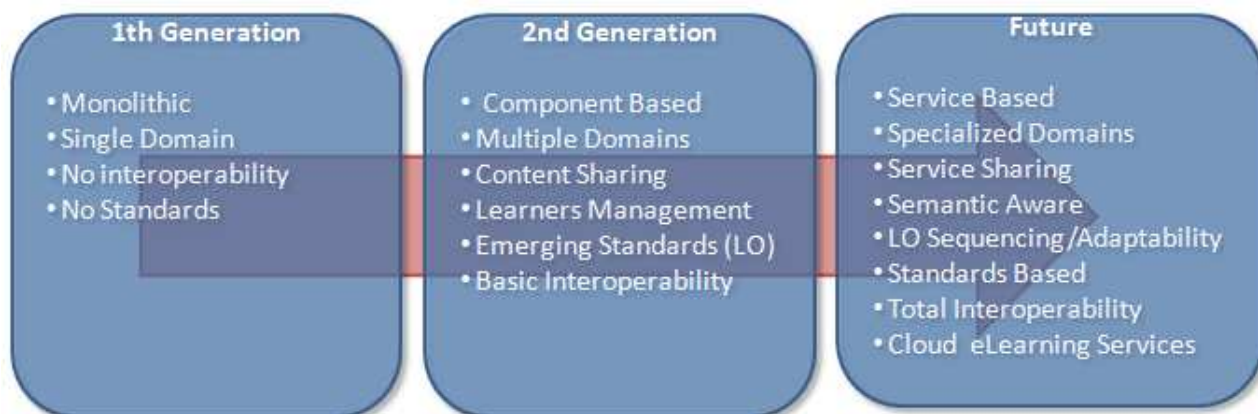 1th Generation
• Monolithic
• Single Domain
• No interoperability
• No Standards
2nd Generation
• Component Based
• Multiple Domains
• Content Sharing
• Learners Management
• Emerging Standards (LO)
• Basic Interoperability
Future
• Service Based
• Specialized Domains
• Service Sharing
• Semantic Aware
• LO Sequencing/Adaptability
• Standards Based
• Total Interoperability
• Cloud eLearning Services